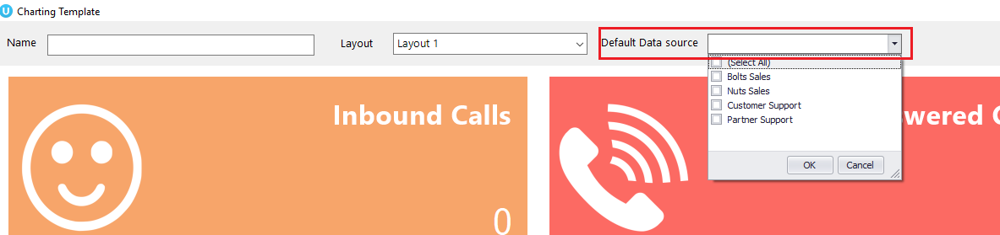 U Charting Template
Name Layout Layout 1 Default Data source
(Select All)
Bolts Sales
Nuts Sales
Customer Support
Partner Support
OK Cancel
Inbound Calls
0